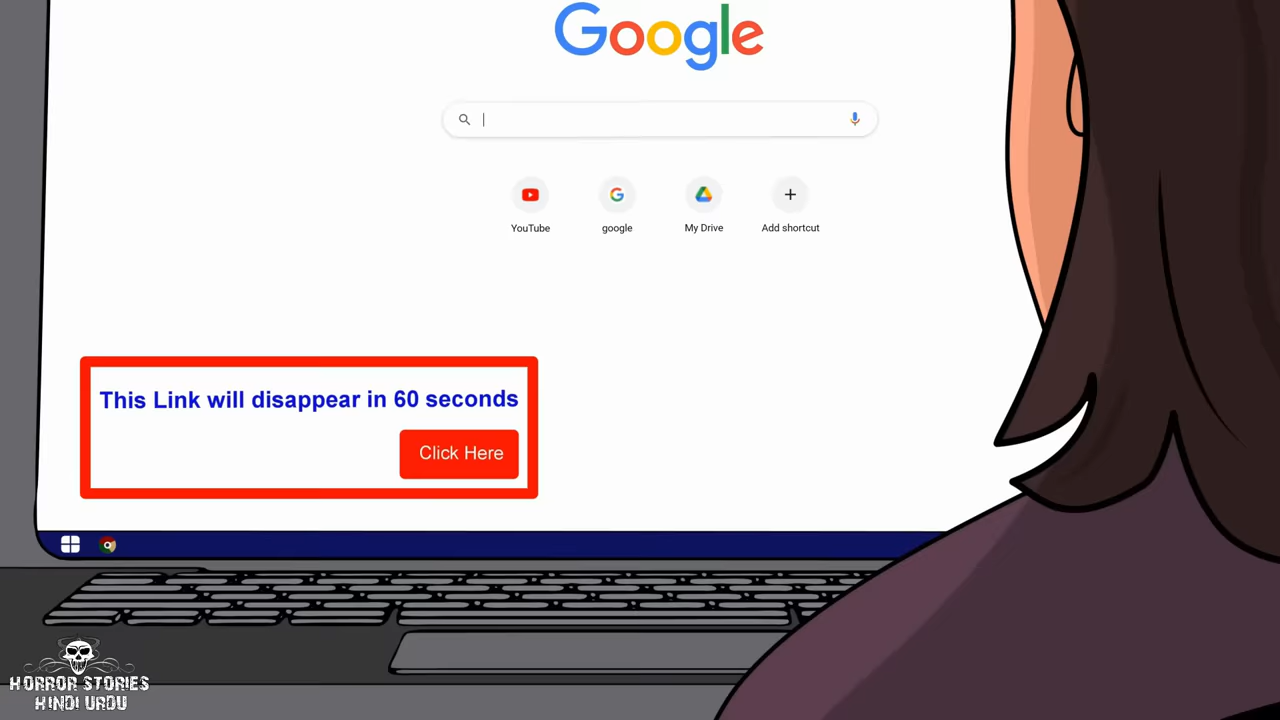 Google
YouTube
google
My Drive
Add shortcut
This Link will disappear in 60 seconds
Click Here
HORROR STORIES
HINDI URDU